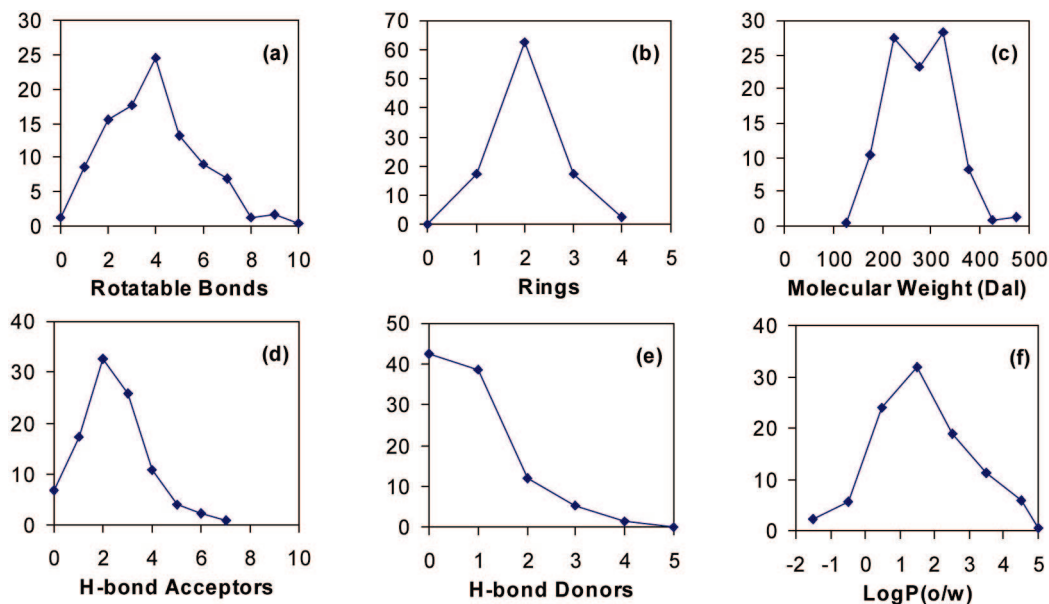 30
25
20
15
10
5
0
(a)
0 2 4 6 8 10
Rotatable Bonds
70
60
50
40
30
20
10
0
(b)
0 1 2 3 4 5
Rings
30
25
20
15
10
5
0
(c)
0 100 200 300 400 500
Molecular Weight (Dal)
40
30
20
10
0
(d)
0 2 4 6 8 10
H-bond Acceptors
50
40
30
20
10
0
(e)
0 1 2 3 4 5
H-bond Donors
40
30
20
10
0
(f)
-2 -1 0 1 2 3 4 5
LogP(o/w)